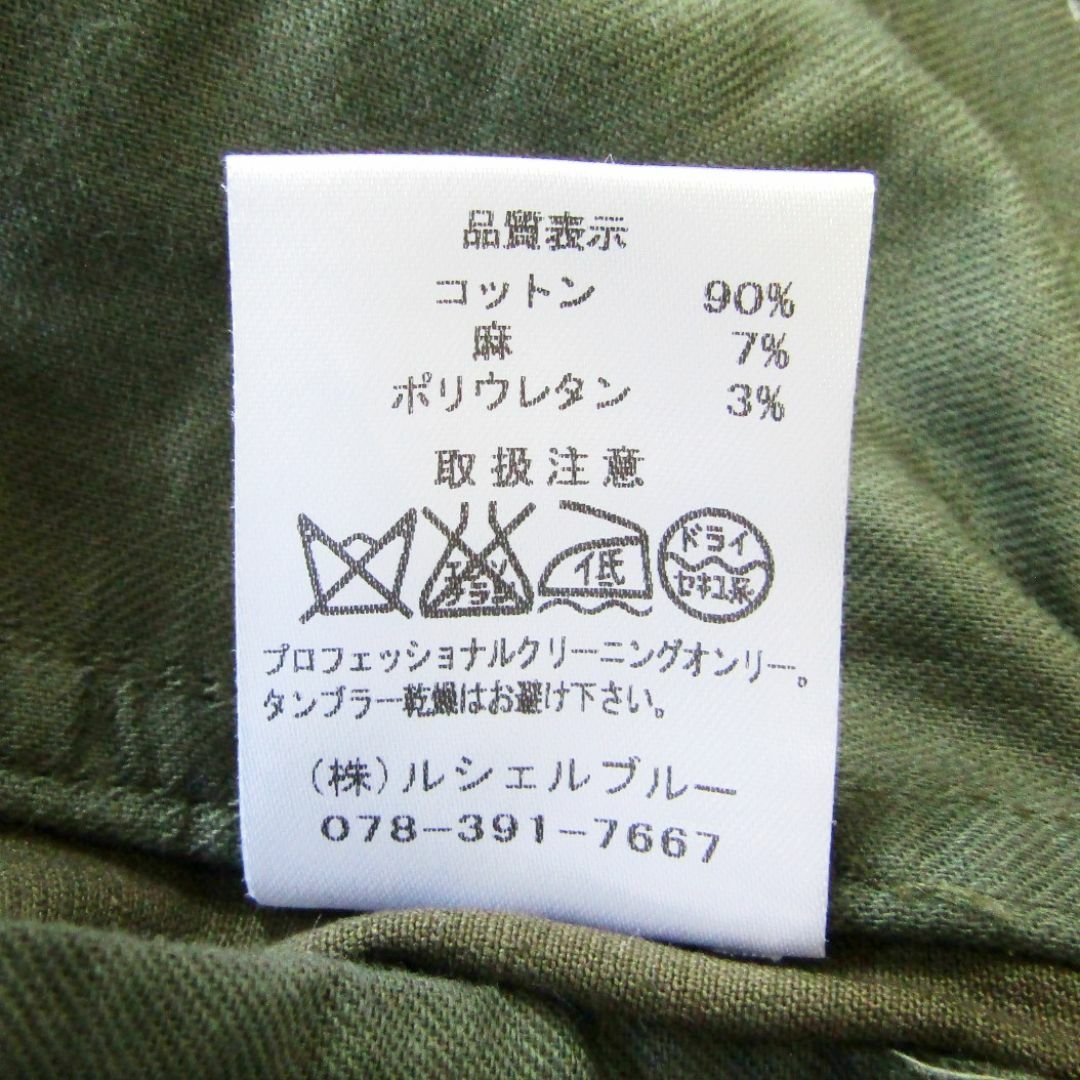 品質表示
コットン 90%
麻 7%
ポリウレタン 3%
取扱注意
エンソ
サラシ
イ氏
ドライ
セキユ系
プロフェッショナルクリーニングオンリー。
タンブラー乾燥はお避け下さい。
(株)ルシェルブルー
078-391-7667